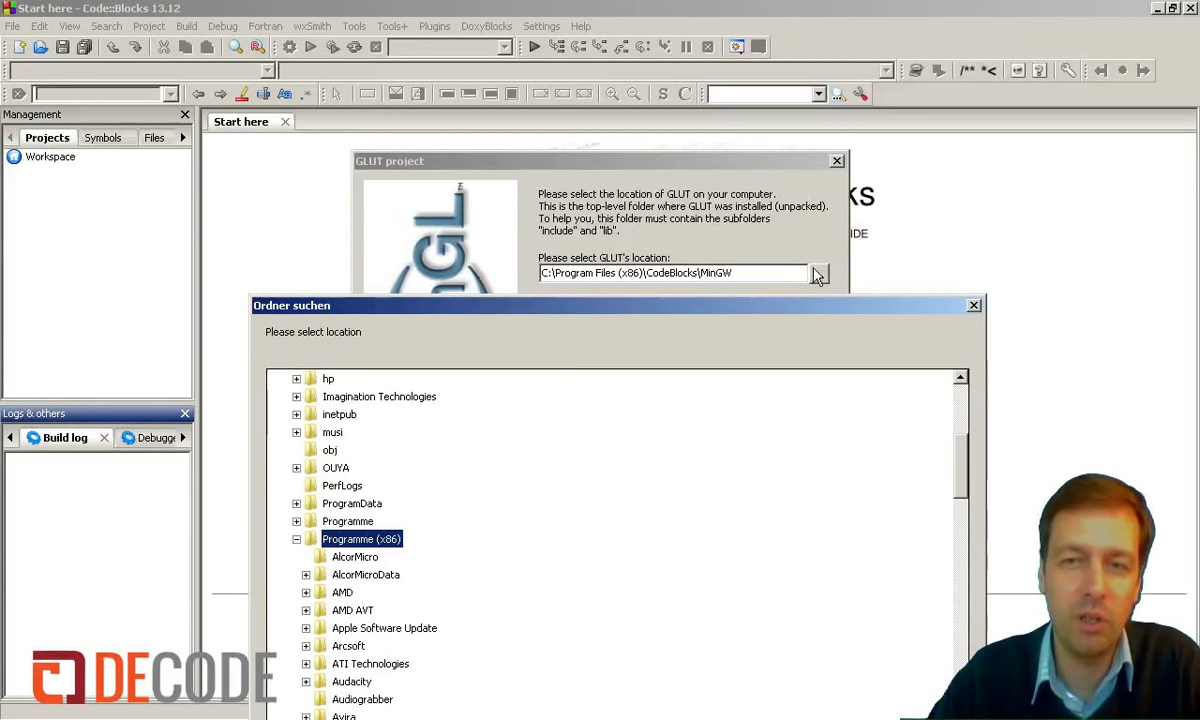 Start here - Code::Blocks 13.12
File Edit View Search Project Build Debug Fortran wxSmith Tools Tools+ Plugins DoxyBlocks Settings Help
/** *<
S C
Management
Projects Symbols Files
Workspace
Start here
GLUT project
Please select the location of GLUT on your computer.
This is the top-level folder where GLUT was installed (unpacked).
To help you, this folder must contain the subfolders
"include" and "lib".
Please select GLUT's location:
C:\Program Files (x86)\CodeBlocks\MinGW
Ordner suchen
Please select location
hp
Imagination Technologies
inetpub
musi
obj
OUYA
PerfLogs
ProgramData
Programme
Programme (x86)
AlcorMicro
AlcorMicroData
AMD
AMD AVT
Apple Software Update
Arcsoft
ATI Technologies
Audacity
Audiograbber
Avira
Logs & others
Build log Debugge
DECODE